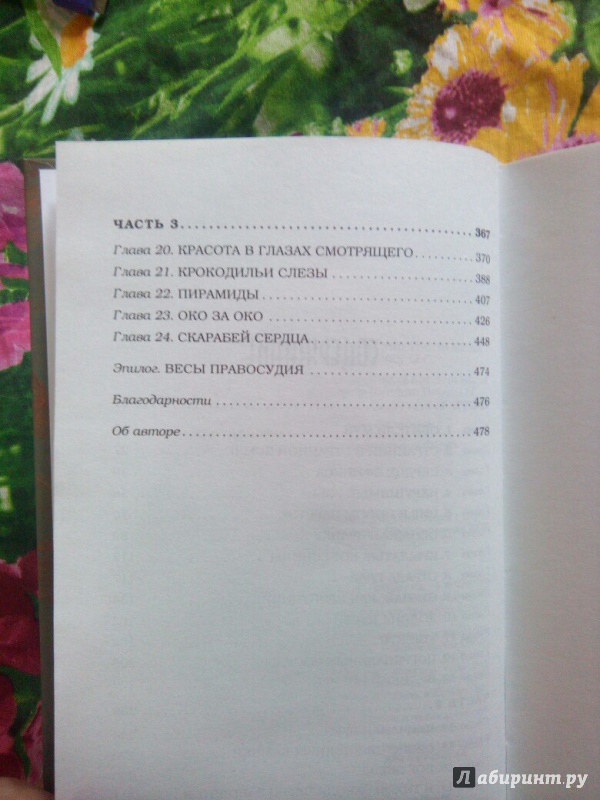 ЧАСТЬ 3........................................ 367
Глава 20. КРАСОТА В ГЛАЗАХ СМОТРЯЩЕГО........ 370
Глава 21. КРОКОДИЛЬИ СЛЕЗЫ .................... 388
Глава 22. ПИРАМИДЫ ............................. 407
Глава 23. ОКО ЗА ОКО ............................ 426
Глава 24. СКАРАБЕЙ СЕРДЦА ...................... 448
Эпилог. ВЕСЫ ПРАВОСУДИЯ ....................... 474
Благодарности .................................. 476
Об авторе ....................................... 478
Лабиринт.ру